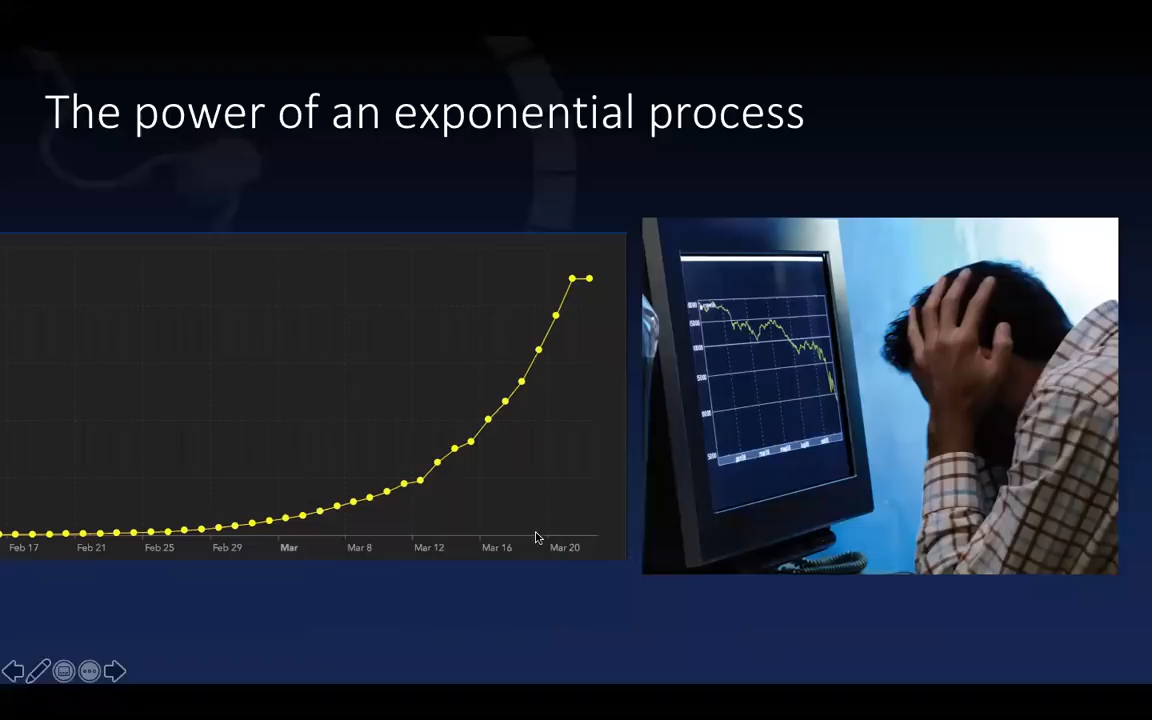 The power of an exponential process
Feb 17 Feb 21 Feb 25 Feb 29 Mar Mar 8 Mar 12 Mar 16 Mar 20